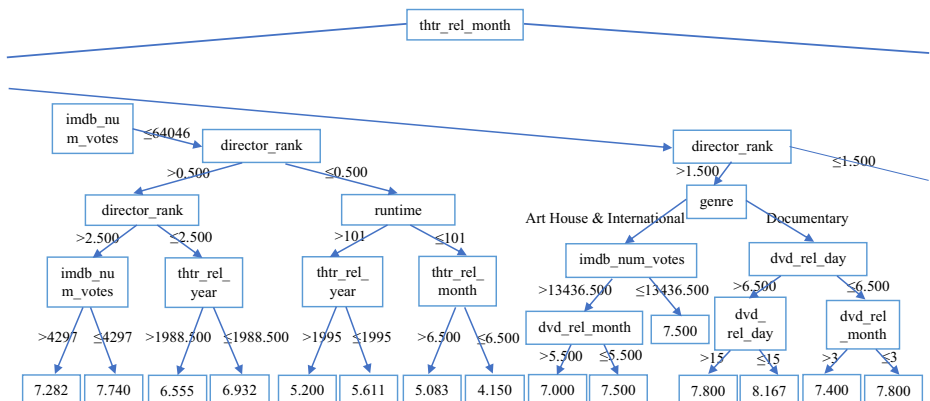 thtr_rel_month
imdb_nu
m_votes
≤64046
director_rank
director_rank
≤1.500
>0.500
≤0.500
>1.500
director_rank
runtime
genre
Art House & International
Documentary
>2.500
≤2.500
>101
≤101
imdb_nu
m_votes
thtr_rel_
year
thtr_rel_
year
thtr_rel_
month
imdb_num_votes
dvd_rel_day
>13436.500
≤13436.500
>6.500
≤6.500
dvd_rel_month
7.500
dvd_
rel_day
dvd_rel
_month
>4297
≤4297
>1988.500
≤1988.500
>1995
≤1995
>6.500
≤6.500
>5.500
≤5.500
>15
≤15
>3
≤3
7.282
7.740
6.555
6.932
5.200
5.611
5.083
4.150
7.000
7.500
7.800
8.167
7.400
7.800